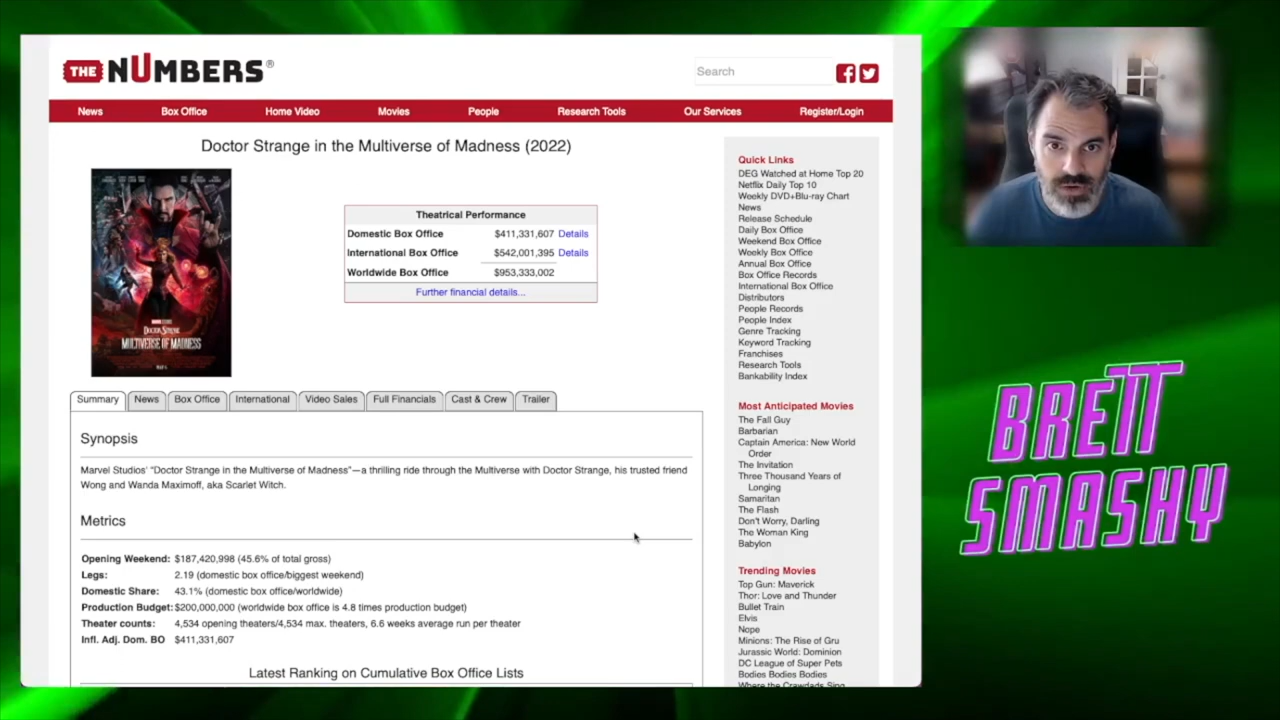 THE NUMBERS®
Search
News Box Office Home Video Movies People Research Tools Our Services Register/Login
Doctor Strange in the Multiverse of Madness (2022)
DOCTOR STRANGE
MULTIVERSE OF MADNESS
Theatrical Performance
Domestic Box Office $411,331,607 Details
International Box Office $542,001,395 Details
Worldwide Box Office $953,333,002
Further financial details...
Summary News Box Office International Video Sales Full Financials Cast & Crew Trailer
Synopsis
Marvel Studios' "Doctor Strange in the Multiverse of Madness"—a thrilling ride through the Multiverse with Doctor Strange, his trusted friend
Wong and Wanda Maximoff, aka Scarlet Witch.
Metrics
Opening Weekend: $187,420,998 (45.6% of total gross)
Legs: 2.19 (domestic box office/biggest weekend)
Domestic Share: 43.1% (domestic box office/worldwide)
Production Budget: $200,000,000 (worldwide box office is 4.8 times production budget)
Theater counts: 4,534 opening theaters/4,534 max. theaters, 6.6 weeks average run per theater
Infl. Adj. Dom. BO $411,331,607
Latest Ranking on Cumulative Box Office Lists
Quick Links
DEG Watched at Home Top 20
Netflix Daily Top 10
Weekly DVD+Blu-ray Chart
News
Release Schedule
Daily Box Office
Weekend Box Office
Weekly Box Office
Annual Box Office
Box Office Records
International Box Office
Distributors
People Records
People Index
Genre Tracking
Keyword Tracking
Franchises
Research Tools
Bankability Index
Most Anticipated Movies
The Fall Guy
Barbarian
Captain America: New World
Order
The Invitation
Three Thousand Years of
Longing
Samaritan
The Flash
Don't Worry, Darling
The Woman King
Babylon
Trending Movies
Top Gun: Maverick
Thor: Love and Thunder
Bullet Train
Elvis
Nope
Minions: The Rise of Gru
Jurassic World: Dominion
DC League of Super Pets
Bodies Bodies Bodies
Where the Crawdads Sing
BRETT
SMASHY